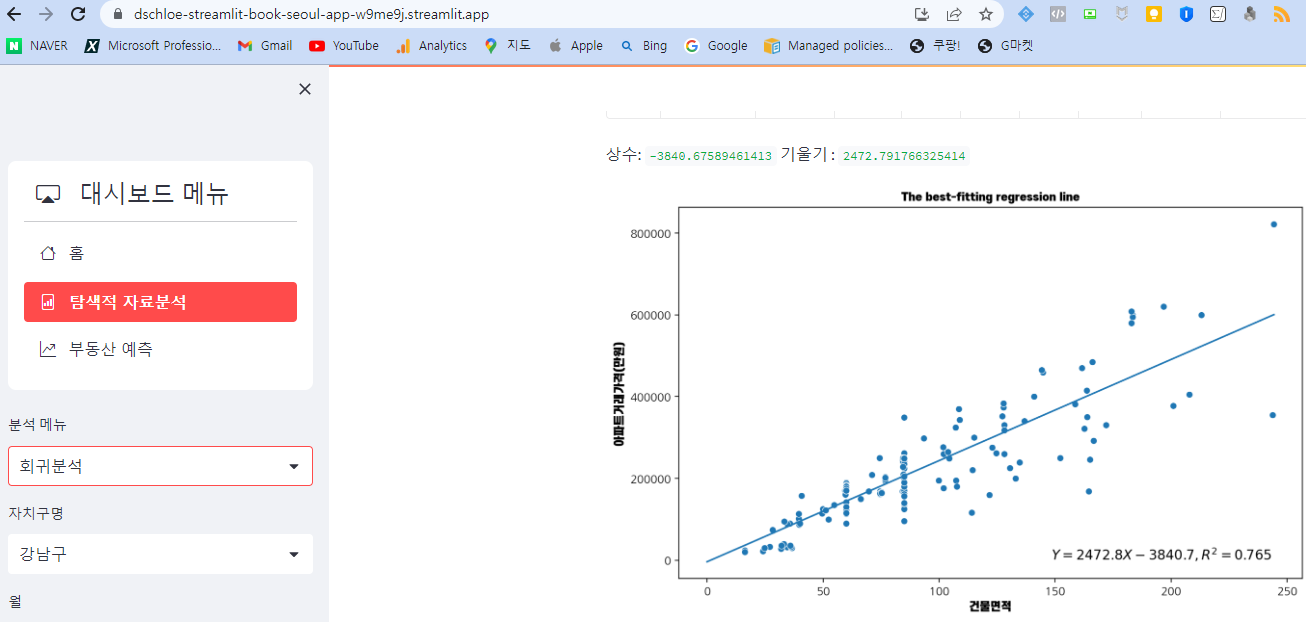 dschloe-streamlit-book-seoul-app-w9me9j.streamlit.app
NAVER Microsoft Professio... Gmail YouTube Analytics 지도 Apple Bing Google Managed policies... 쿠팡! G마켓
대시보드 메뉴
홈
탐색적 자료분석
부동산 예측
분석 메뉴
회귀분석
자치구명
강남구
월
상수: -3840.67589461413 기울기: 2472.791766325414
The best-fitting regression line
아파트거래가격(만원)
800000
600000
400000
200000
0
Y = 2472.8X − 3840.7, R² = 0.765
0 50 100 150 200 250
건물면적